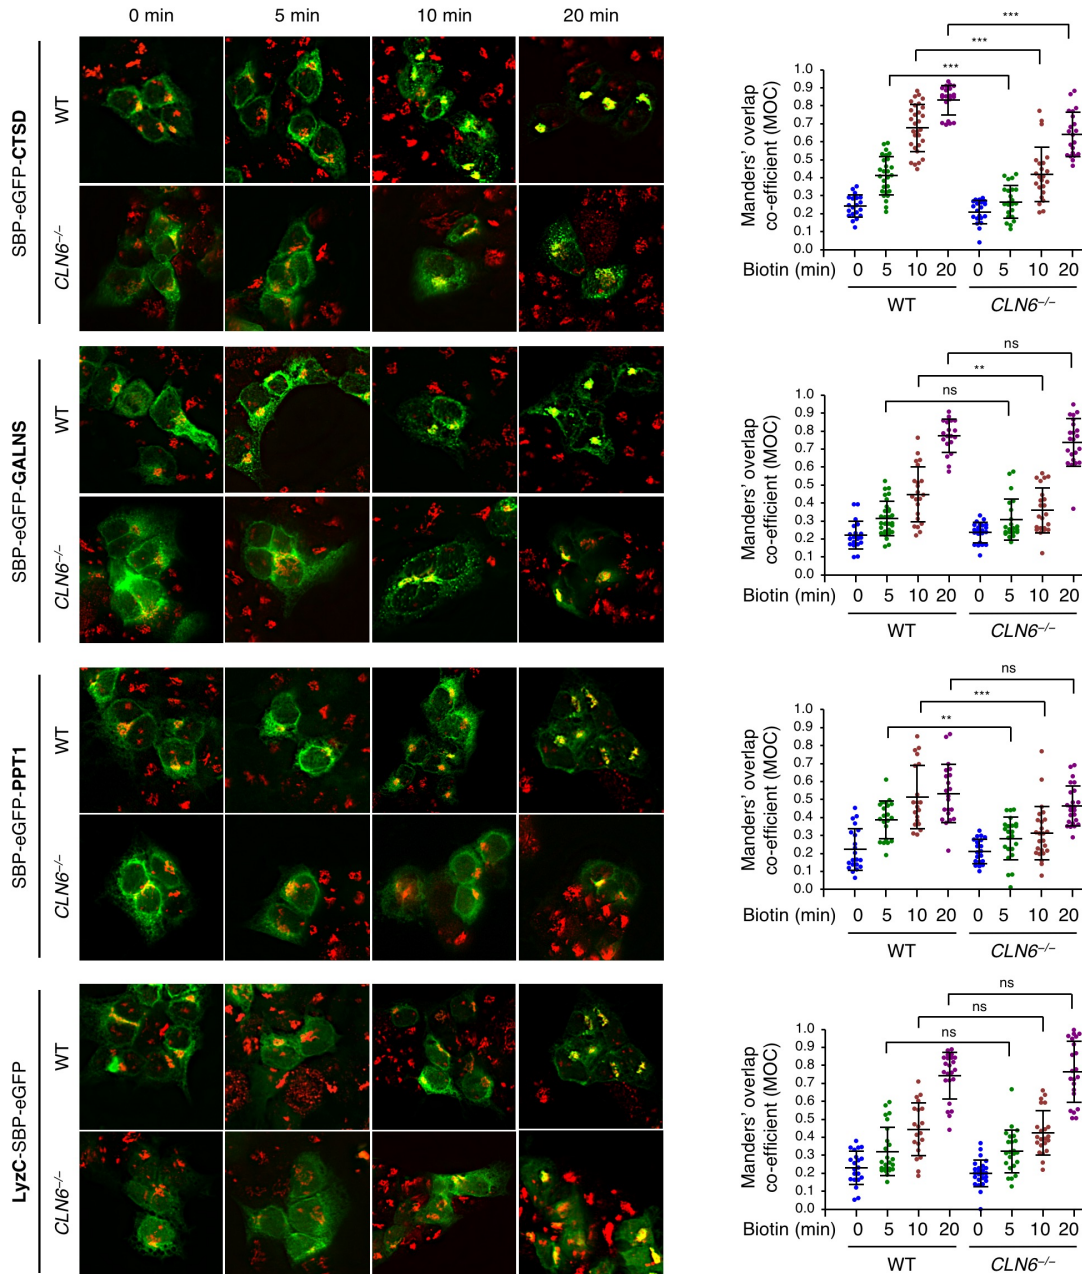 0 min 5 min 10 min 20 min
SBP-eGFP-CTSD
WT
CLN6−/−
***
***
***
Manders' overlap
co-efficient (MOC)
1.0
0.9
0.8
0.7
0.6
0.5
0.4
0.3
0.2
0.1
0.0
Biotin (min) 0 5 10 20 0 5 10 20
WT CLN6−/−
SBP-eGFP-GALNS
WT
CLN6−/−
ns
**
ns
Manders' overlap
co-efficient (MOC)
1.0
0.9
0.8
0.7
0.6
0.5
0.4
0.3
0.2
0.1
0.0
Biotin (min) 0 5 10 20 0 5 10 20
WT CLN6−/−
SBP-eGFP-PPT1
WT
CLN6−/−
ns
***
**
Manders' overlap
co-efficient (MOC)
1.0
0.9
0.8
0.7
0.6
0.5
0.4
0.3
0.2
0.1
0.0
Biotin (min) 0 5 10 20 0 5 10 20
WT CLN6−/−
LyzC-SBP-eGFP
WT
CLN6−/−
ns
ns
ns
Manders' overlap
co-efficient (MOC)
1.0
0.9
0.8
0.7
0.6
0.5
0.4
0.3
0.2
0.1
0.0
Biotin (min) 0 5 10 20 0 5 10 20
WT CLN6−/−